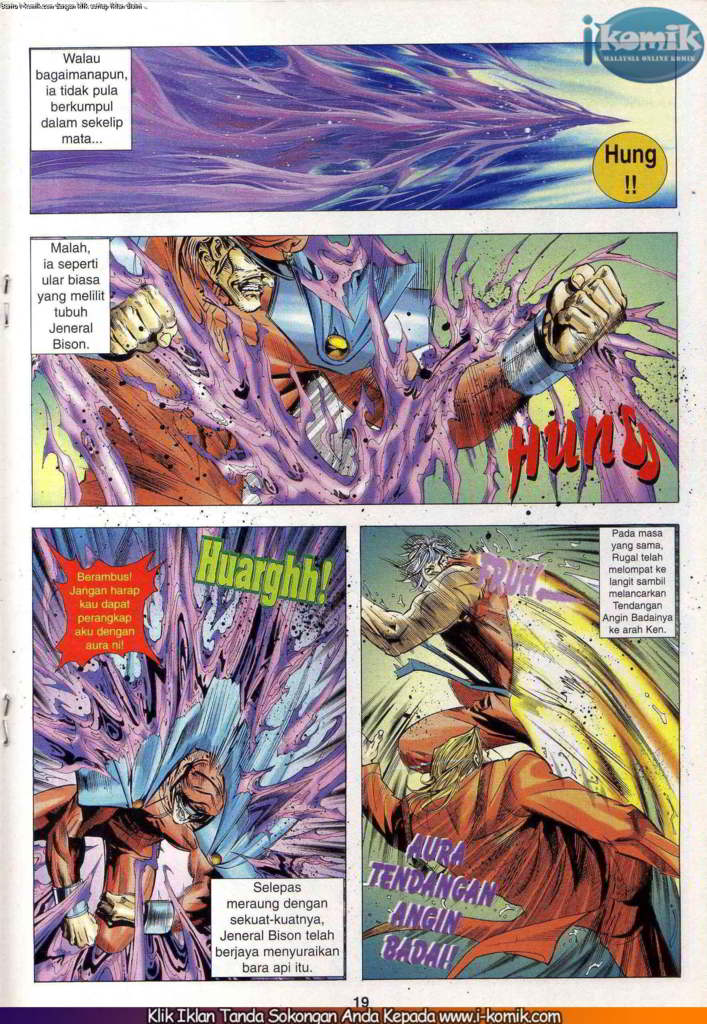 ikomik
MALAYSIA ONLINE KOMIK
Walau
bagaimanapun,
ia tidak pula
berkumpul
dalam sekelip
mata...
Hung
!!
Malah,
ia seperti
ular biasa
yang melilit
tubuh
Jeneral
Bison.
HUNG
Huarghh!
Berambus!
Jangan harap
kau dapat
perangkap
aku dengan
aura ni!
Selepas
meraung dengan
sekuat-kuatnya,
Jeneral Bison telah
berjaya menyuraikan
bara api itu.
Pada masa
yang sama,
Rugal telah
melompat ke
langit sambil
melancarkan
Tendangan
Angin Badainya
ke arah Ken.
FRUH
AURA
TENDANGAN
ANGIN
BADAI!
19
Klik Iklan Tanda Sokongan Anda Kepada www.i-komik.com